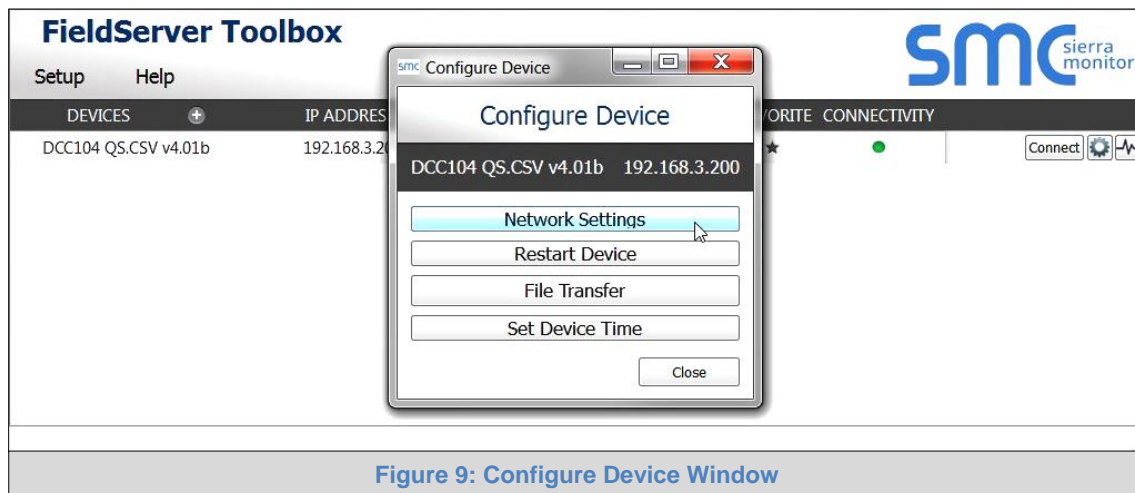 FieldServer Toolbox
smc sierra
monitor
Setup Help
DEVICES IP ADDRES
DCC104 QS.CSV v4.01b 192.168.3.20
smc Configure Device
Configure Device
DCC104 QS.CSV v4.01b 192.168.3.200
Network Settings
Restart Device
File Transfer
Set Device Time
Close
VORITE CONNECTIVITY
Connect
Figure 9: Configure Device Window